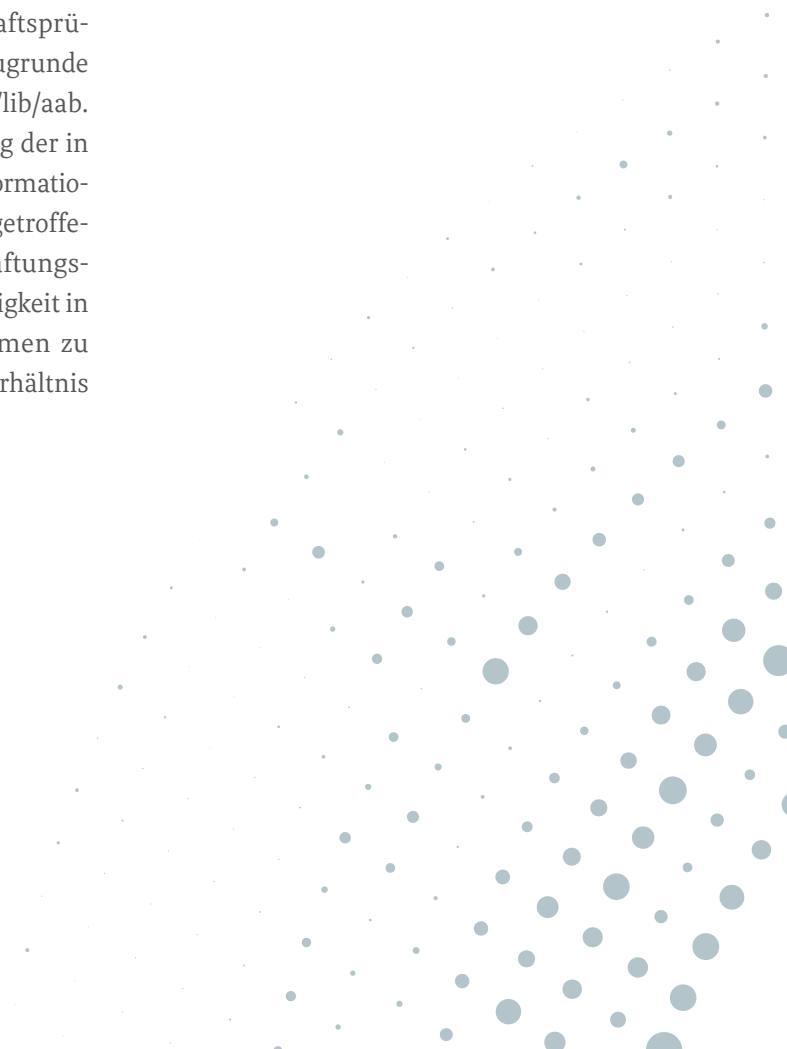 aftsprü-
ugrunde
/lib/aab.
g der in
ormatio-
getroffe-
aftungs-
igkeit in
men zu
rhältnis